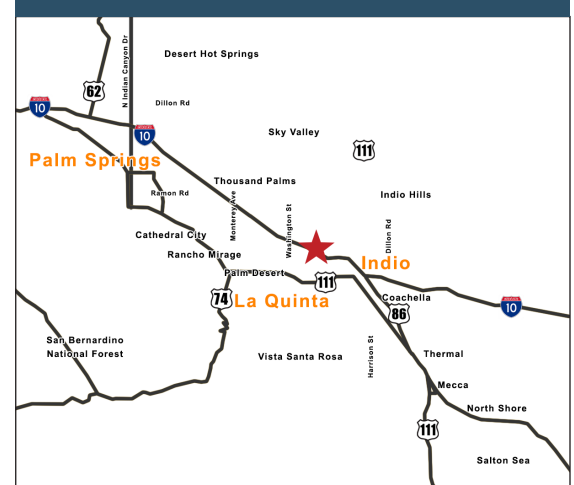 Desert Hot Springs
N Indian Canyon Dr
62
Dillon Rd
10
10
Sky Valley
111
Palm Springs
Thousand Palms
Ramon Rd
Indio Hills
Monterey Ave
Washington St
Dillon Rd
Cathedral City
Rancho Mirage
Indio
Palm Desert
111
74
La Quinta
Coachella
10
86
San Bernardino
National Forest
Vista Santa Rosa
Harrison St
Thermal
Mecca
North Shore
111
Salton Sea